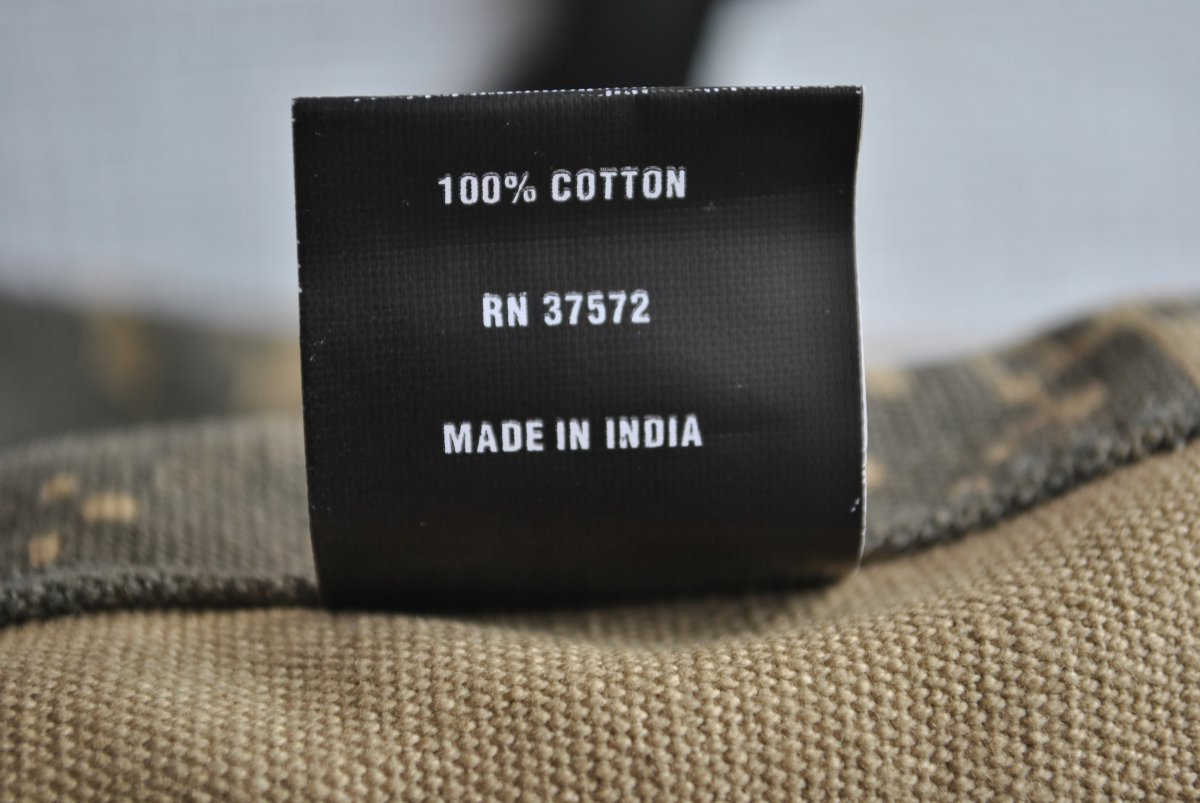 100% COTTON
RN 37572
MADE IN INDIA